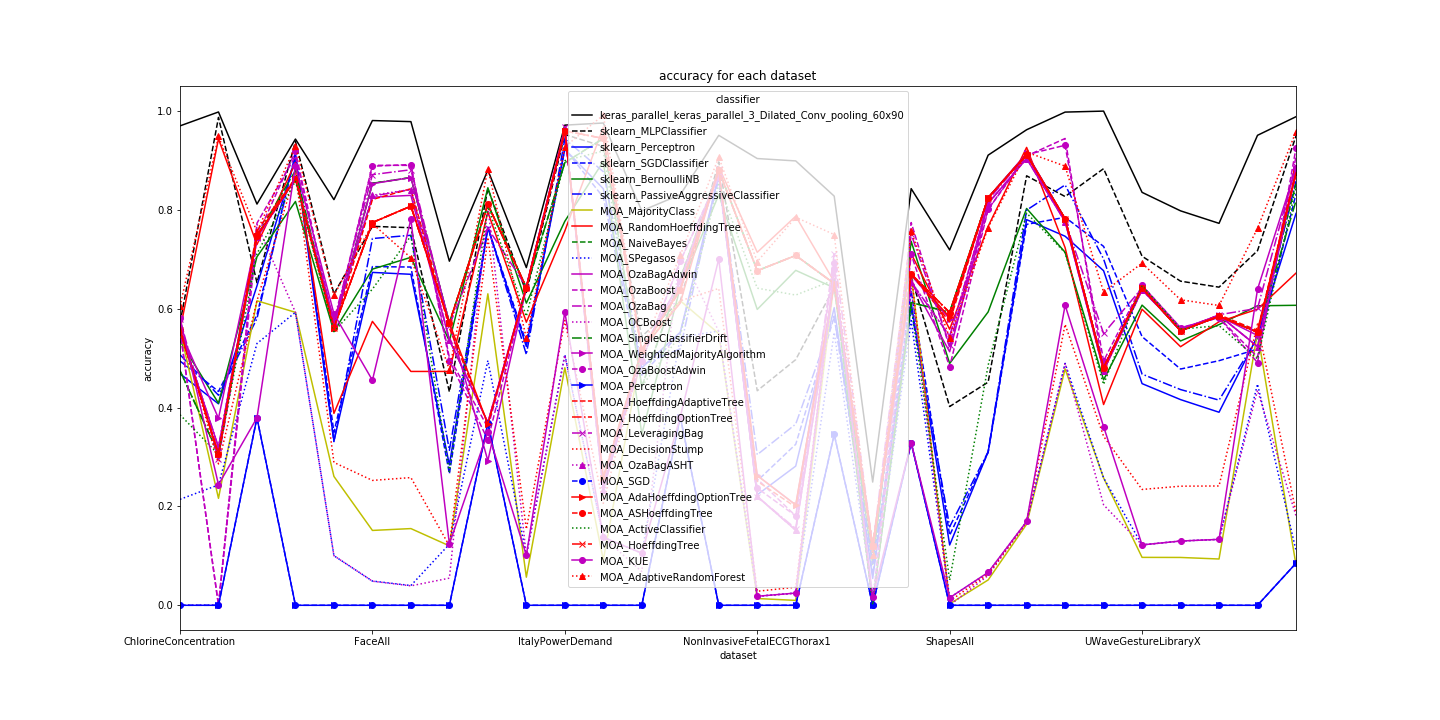 accuracy for each dataset
accuracy
1.0
0.8
0.6
0.4
0.2
0.0
classifier
keras_parallel_keras_parallel_3_Dilated_Conv_pooling_60x90
sklearn_MLPClassifier
sklearn_Perceptron
sklearn_SGDClassifier
sklearn_BernoulliNB
sklearn_PassiveAggressiveClassifier
MOA_MajorityClass
MOA_RandomHoeffdingTree
MOA_NaiveBayes
MOA_SPegasos
MOA_OzaBagAdwin
MOA_OzaBoost
MOA_OzaBag
MOA_OCBoost
MOA_SingleClassifierDrift
MOA_WeightedMajorityAlgorithm
MOA_OzaBoostAdwin
MOA_Perceptron
MOA_HoeffdingAdaptiveTree
MOA_HoeffdingOptionTree
MOA_LeveragingBag
MOA_DecisionStump
MOA_OzaBagASHT
MOA_SGD
MOA_AdaHoeffdingOptionTree
MOA_ASHoeffdingTree
MOA_ActiveClassifier
MOA_HoeffdingTree
MOA_KUE
MOA_AdaptiveRandomForest
ChlorineConcentration FaceAll ItalyPowerDemand NonInvasiveFetalECGThorax1 ShapesAll UWaveGestureLibraryX
dataset